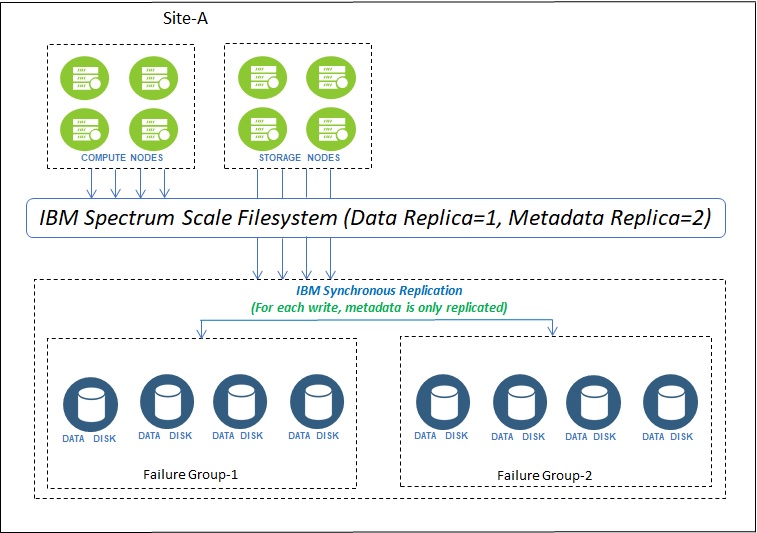 Site-A
COMPUTE NODES
STORAGE NODES
IBM Spectrum Scale Filesystem (Data Replica=1, Metadata Replica=2)
IBM Synchronous Replication
(For each write, metadata is only replicated)
DATA DISK
DATA DISK
DATA DISK
DATA DISK
Failure Group-1
DATA DISK
DATA DISK
DATA DISK
DATA DISK
Failure Group-2